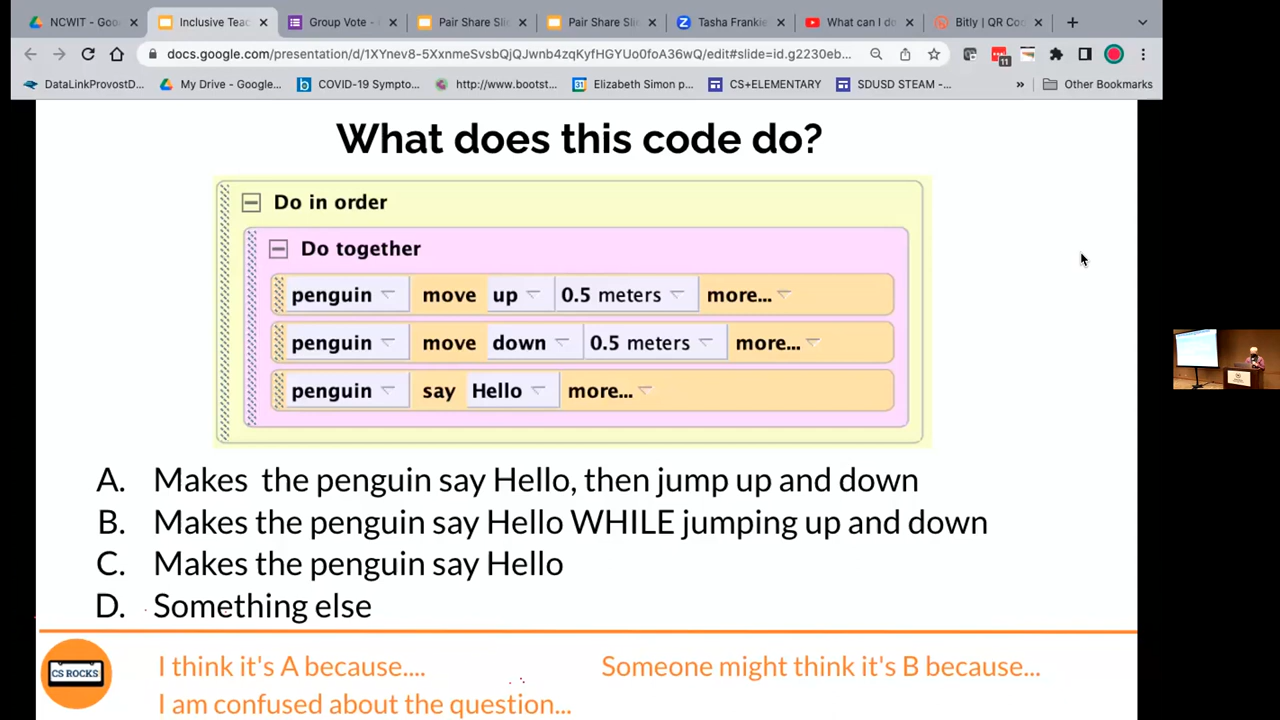 NCWIT - Goo
Inclusive Teac
Group Vote -
Pair Share Slid
Pair Share Slid
Tasha Frankie
What can I do
Bitly | QR Coo
docs.google.com/presentation/d/1XYnev8-5XxnmeSvsbQjQJwnb4zqKyfHGYUo0foA36wQ/edit#slide=id.g2230eb...
11
DataLinkProvostD...
My Drive - Google...
COVID-19 Sympto...
http://www.bootst...
Elizabeth Simon p...
CS+ELEMENTARY
SDUSD STEAM -...
»
Other Bookmarks
What does this code do?
Do in order
Do together
penguin move up 0.5 meters more...
penguin move down 0.5 meters more...
penguin say Hello more...
A. Makes the penguin say Hello, then jump up and down
B. Makes the penguin say Hello WHILE jumping up and down
C. Makes the penguin say Hello
D. Something else
CS ROCKS
I think it's A because....
Someone might think it's B because...
I am confused about the question...